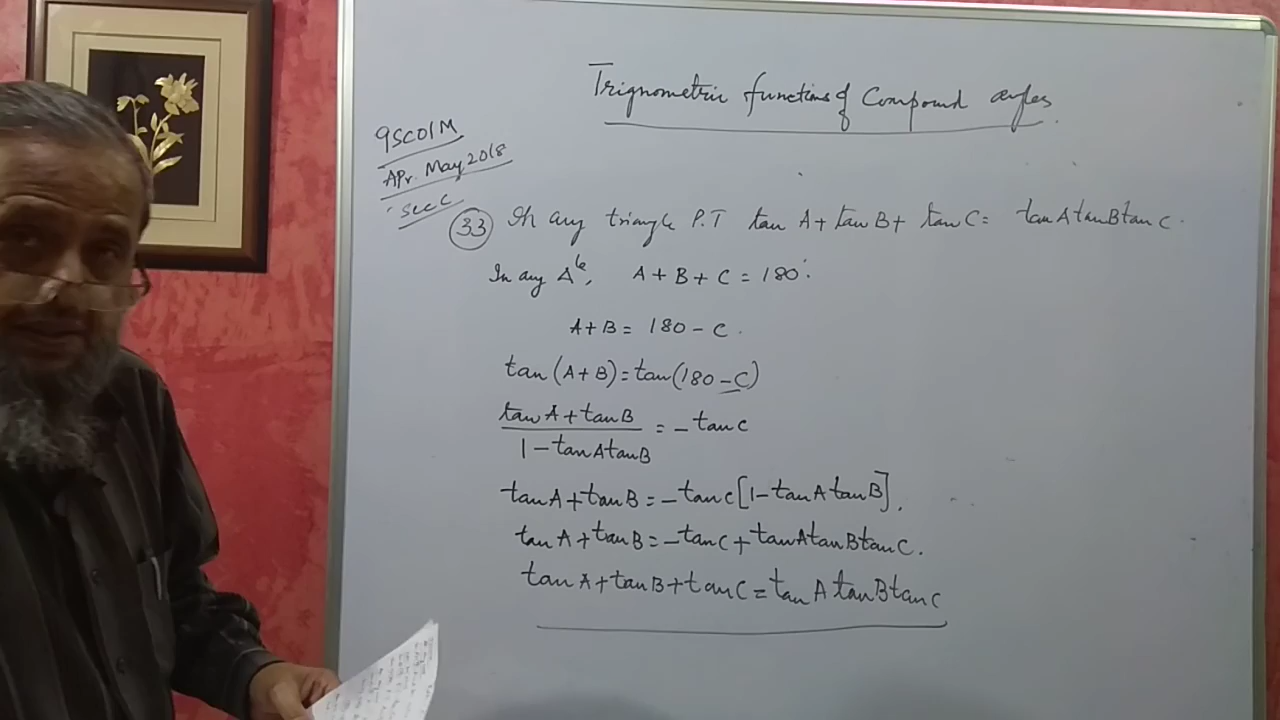 Trignometric functions of Compound angles.
9SC01M
Apr. May 2018
Sec C
33 In any triangle P.T tan A + tan B + tan C = tan A tan B tan C.
In any Δle, A + B + C = 180°.
A + B = 180 - C.
tan (A + B) = tan (180 - C)
tan A + tan B / 1 - tan A tan B = - tan C
tan A + tan B = - tan C [1 - tan A tan B].
tan A + tan B = - tan C + tan A tan B tan C.
tan A + tan B + tan C = tan A tan B tan C